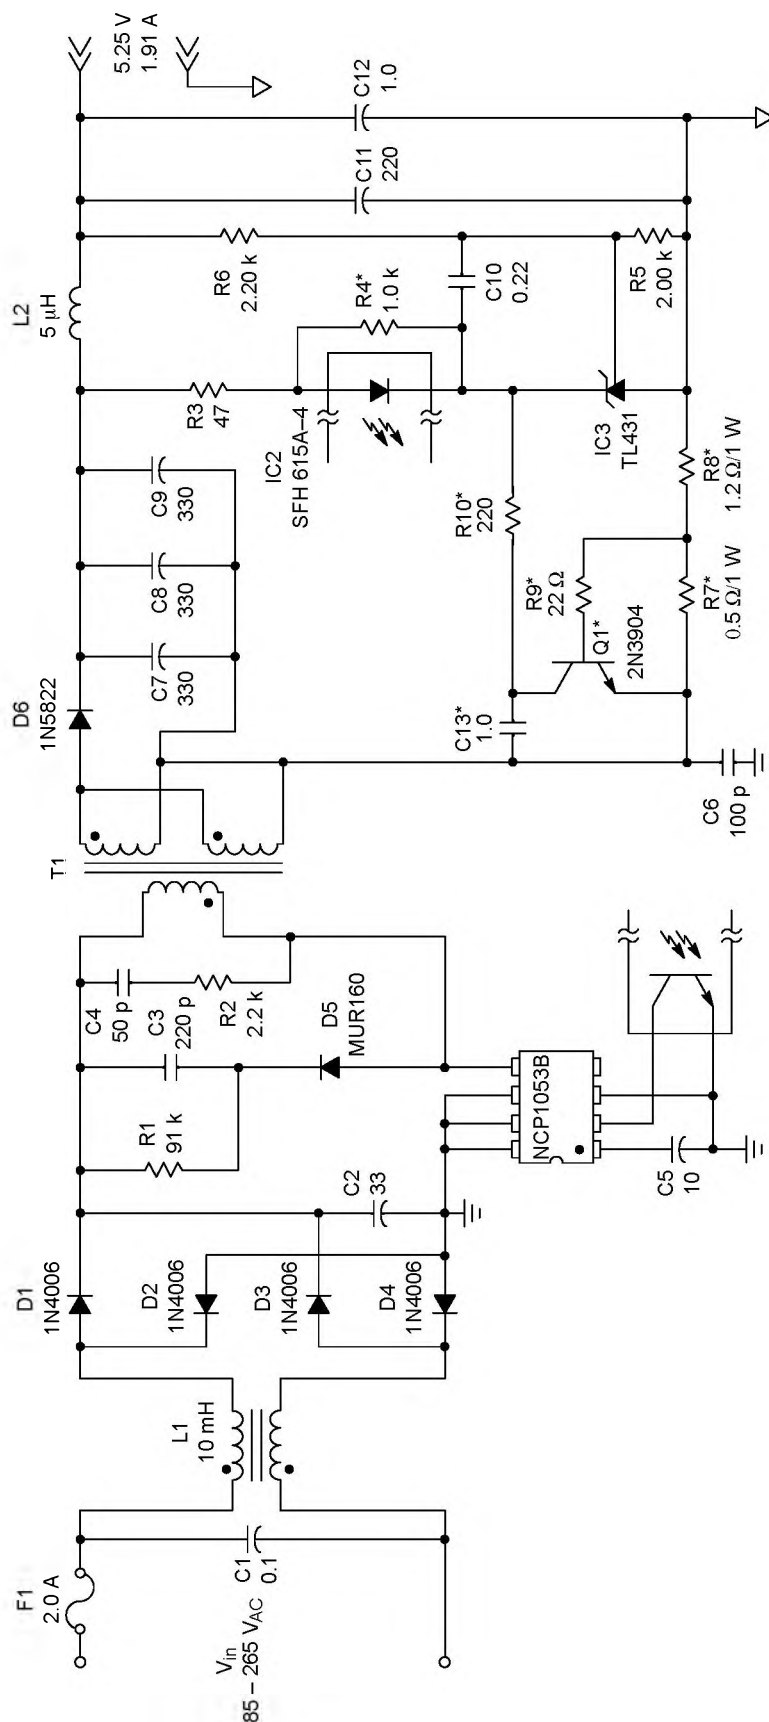 F1
2.0 A
V_in
85 – 265 V_AC
C1
0.1
L1
10 mH
D1
1N4006
D2
1N4006
D3
1N4006
D4
1N4006
C2
33
R1
91 k
C4
50 p
C3
220 p
R2
2.2 k
D5
MUR160
NCP1053B
C5
10
T1
D6
1N5822
C7
330
C8
330
C9
330
L2
5 μH
R3
47
IC2
SFH 615A–4
R4*
1.0 k
R6
2.20 k
C10
0.22
C11
220
C12
1.0
5.25 V
1.91 A
R10*
220
R9*
22 Ω
Q1*
2N3904
C13*
1.0
IC3
TL431
R5
2.00 k
R8*
1.2 Ω/1 W
R7*
0.5 Ω/1 W
C6
100 p